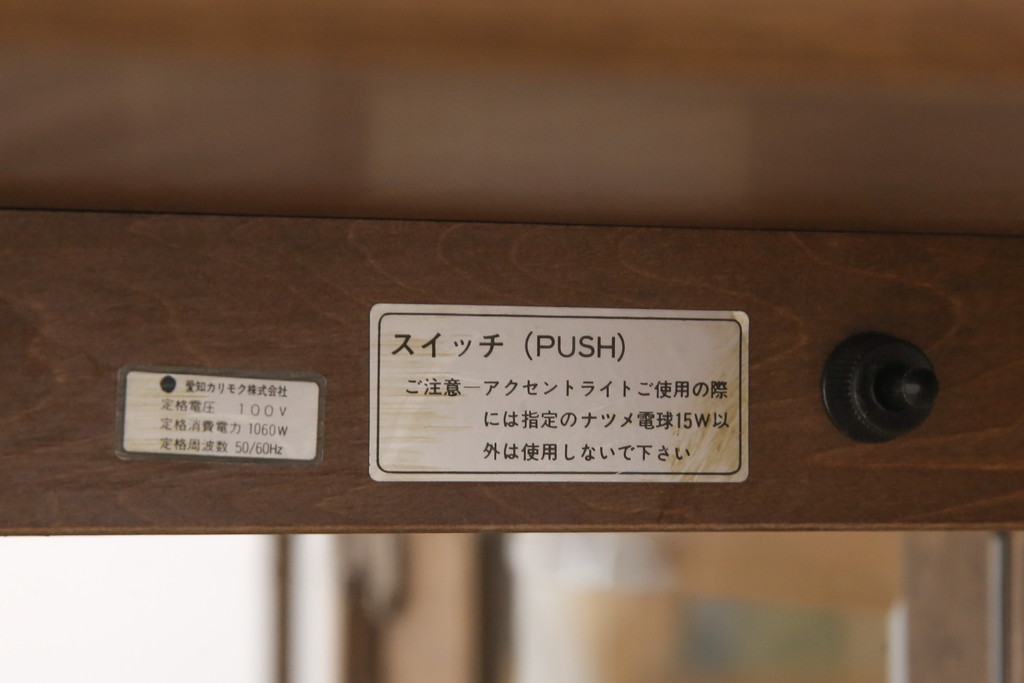 愛知カリモク株式会社
定格電圧 100V
定格消費電力 1060W
定格周波数 50/60Hz
スイッチ (PUSH)
ご注意ーアクセントライトご使用の際
には指定のナツメ電球15W以
外は使用しないで下さい